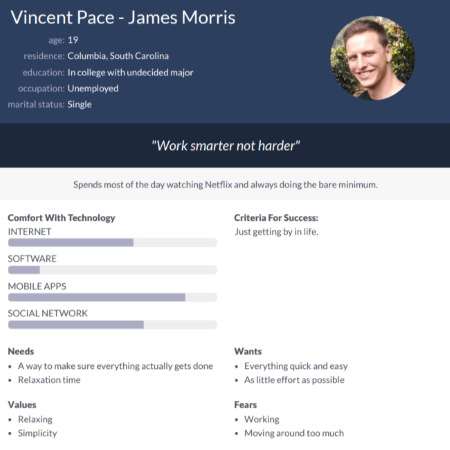 Vincent Pace - James Morris
age: 19
residence: Columbia, South Carolina
education: In college with undecided major
occupation: Unemployed
marital status: Single
"Work smarter not harder"
Spends most of the day watching Netflix and always doing the bare minimum.
Comfort With Technology
INTERNET
SOFTWARE
MOBILE APPS
SOCIAL NETWORK
Criteria For Success:
Just getting by in life.
Needs
• A way to make sure everything actually gets done
• Relaxation time
Wants
• Everything quick and easy
• As little effort as possible
Values
• Relaxing
• Simplicity
Fears
• Working
• Moving around too much